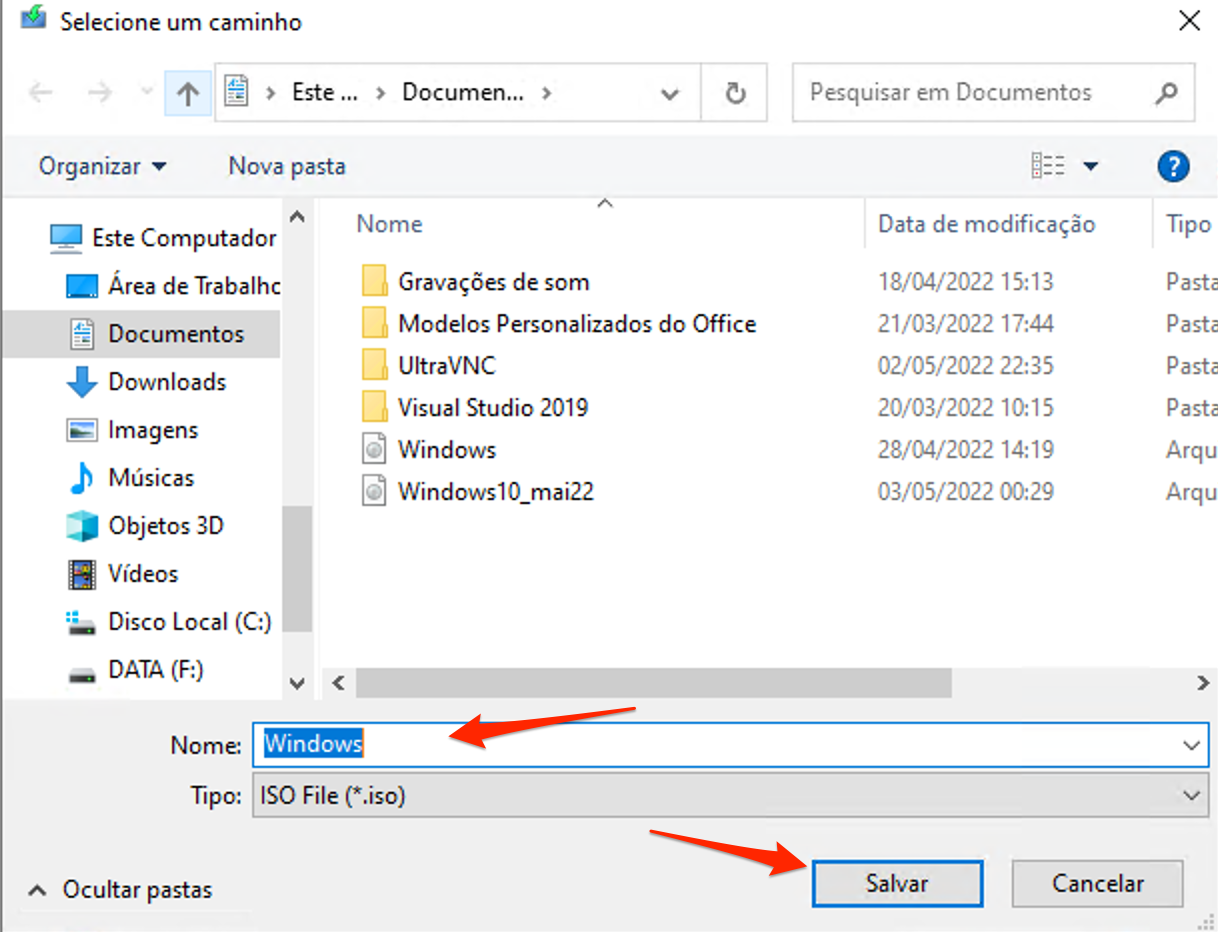 Selecione um caminho
Este ... Documen... Pesquisar em Documentos
Organizar Nova pasta
Nome Data de modificação Tipo
Este Computador
Área de Trabalho
Documentos
Downloads
Imagens
Músicas
Objetos 3D
Vídeos
Disco Local (C:)
DATA (F:)
Gravações de som 18/04/2022 15:13 Pasta
Modelos Personalizados do Office 21/03/2022 17:44 Pasta
UltraVNC 02/05/2022 22:35 Pasta
Visual Studio 2019 20/03/2022 10:15 Pasta
Windows 28/04/2022 14:19 Arqu
Windows10_mai22 03/05/2022 00:29 Arqu
Nome: Windows
Tipo: ISO File (*.iso)
Ocultar pastas Salvar Cancelar